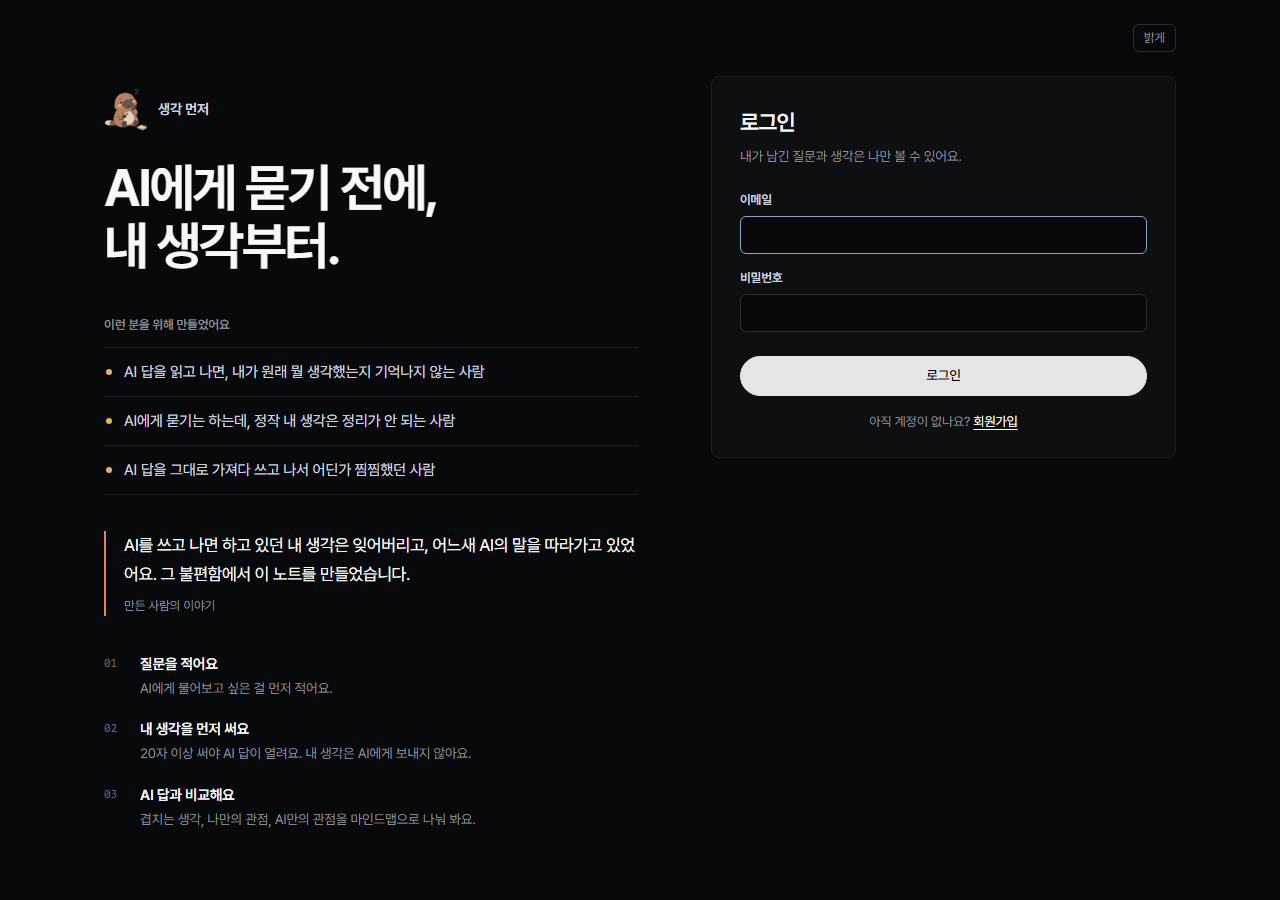 밝게
생각 먼저
AI에게 묻기 전에,
내 생각부터.
이런 분을 위해 만들었어요
AI 답을 읽고 나면, 내가 원래 뭘 생각했는지 기억나지 않는 사람
AI에게 묻기는 하는데, 정작 내 생각은 정리가 안 되는 사람
AI 답을 그대로 가져다 쓰고 나서 어딘가 찜찜했던 사람
AI를 쓰고 나면 하고 있던 내 생각은 잊어버리고, 어느새 AI의 말을 따라가고 있었
어요. 그 불편함에서 이 노트를 만들었습니다.
만든 사람의 이야기
01 질문을 적어요
AI에게 물어보고 싶은 걸 먼저 적어요.
02 내 생각을 먼저 써요
20자 이상 써야 AI 답이 열려요. 내 생각은 AI에게 보내지 않아요.
03 AI 답과 비교해요
겹치는 생각, 나만의 관점, AI만의 관점을 마인드맵으로 나눠 봐요.
로그인
내가 남긴 질문과 생각은 나만 볼 수 있어요.
이메일
비밀번호
로그인
아직 계정이 없나요? 회원가입